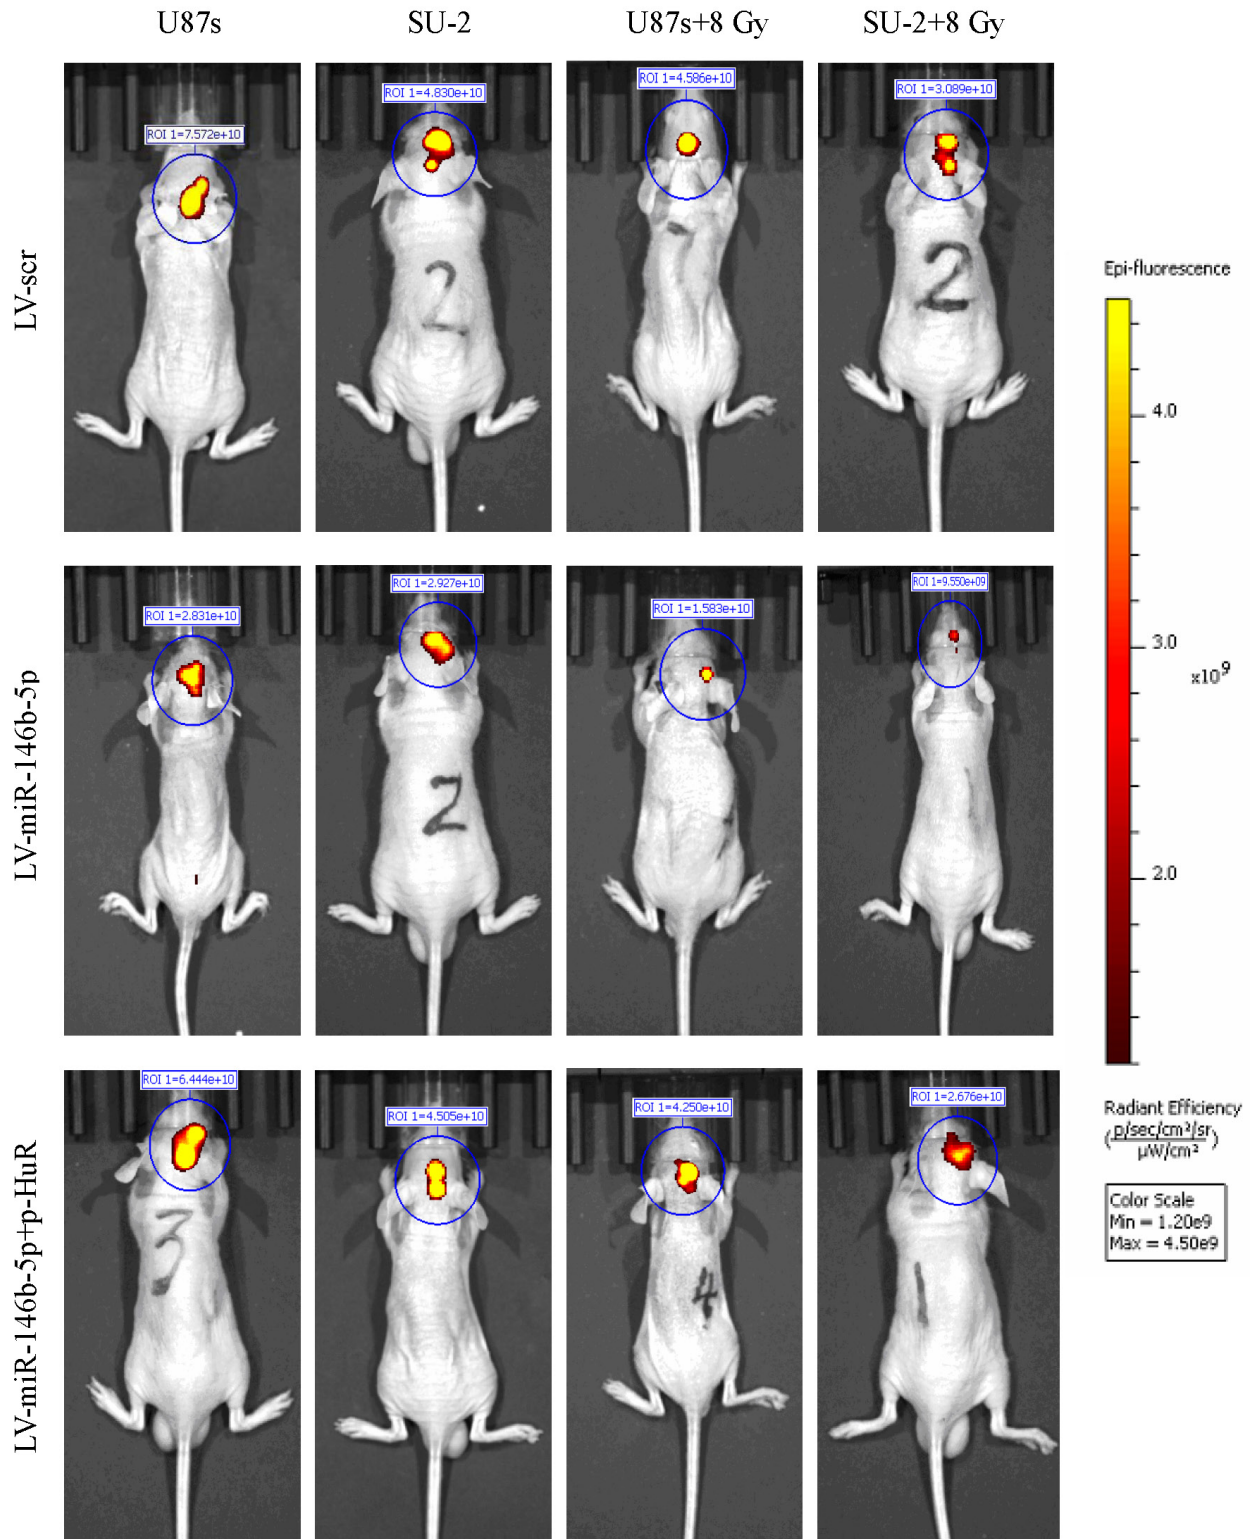 U87s SU-2 U87s+8 Gy SU-2+8 Gy
LV-scr
ROI 1=7.572e+10
ROI 1=4.830e+10
ROI 1=4.586e+10
ROI 1=3.089e+10
2
2
LV-miR-146b-5p
ROI 1=2.831e+10
ROI 1=2.927e+10
ROI 1=1.583e+10
ROI 1=9.550e+09
2
LV-miR-146b-5p+p-HuR
ROI 1=6.444e+10
ROI 1=4.505e+10
ROI 1=4.250e+10
ROI 1=2.676e+10
3
4
1
Epi-fluorescence
4.0
3.0
x10⁹
2.0
Radiant Efficiency
(p/sec/cm²/sr
µW/cm²)
Color Scale
Min = 1.20e9
Max = 4.50e9